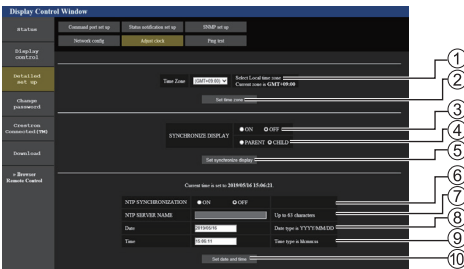 Display Control Window
Status
Command port set up
Status notification set up
SNMP set up
Network config
Adjust clock
Ping test
Display control
Detailed set up
Change password
Crestron Connected(TM)
Download
» Browser Remote Control
Time Zone
(GMT+09:00)
Select Local time zone
Current zone is GMT+09:00
Set time zone
SYNCHRONIZE DISPLAY
ON
OFF
PARENT
CHILD
Set synchronize display
Current time is set to 2019/05/16 15:06:21
NTP SYNCHRONIZATION
ON
OFF
NTP SERVER NAME
Up to 63 characters
Date
2019/05/16
Date type is YYYY/MM/DD
Time
15:06:11
Time type is hh:mm:ss
Set date and time
1
2
3
4
5
6
7
8
9
10